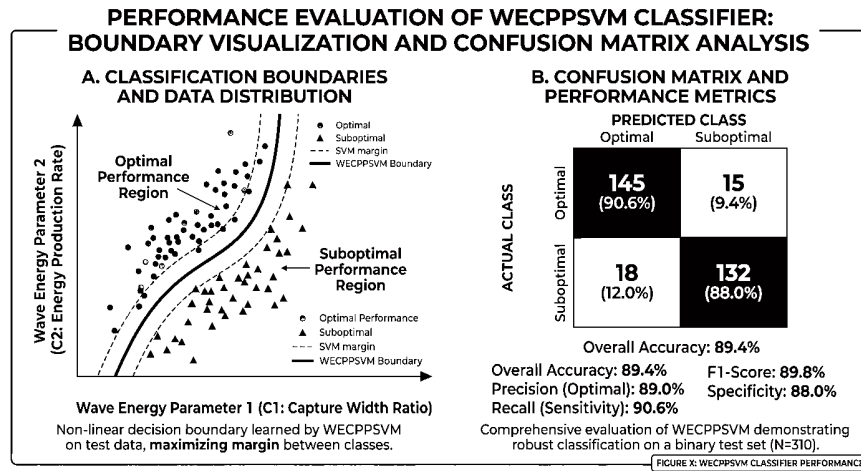 PERFORMANCE EVALUATION OF WECPPSVM CLASSIFIER:
BOUNDARY VISUALIZATION AND CONFUSION MATRIX ANALYSIS
A. CLASSIFICATION BOUNDARIES
AND DATA DISTRIBUTION
Wave Energy Parameter 2
(C2: Energy Production Rate)
Optimal
Performance
Region
Optimal
Suboptimal
SVM margin
WECPPSVM Boundary
Suboptimal
Performance
Region
Optimal Performance
Suboptimal
SVM margin
WECPPSVM Boundary
Wave Energy Parameter 1 (C1: Capture Width Ratio)
Non-linear decision boundary learned by WECPPSVM
on test data, maximizing margin between classes.
B. CONFUSION MATRIX AND
PERFORMANCE METRICS
PREDICTED CLASS
Optimal Suboptimal
ACTUAL CLASS
Optimal
145 15
(90.6%) (9.4%)
Suboptimal
18 132
(12.0%) (88.0%)
Overall Accuracy: 89.4%
Overall Accuracy: 89.4% F1-Score: 89.8%
Precision (Optimal): 89.0% Specificity: 88.0%
Recall (Sensitivity): 90.6%
Comprehensive evaluation of WECPPSVM demonstrating
robust classification on a binary test set (N=310).
FIGURE X: WECPPSVM CLASSIFIER PERFORMANCE